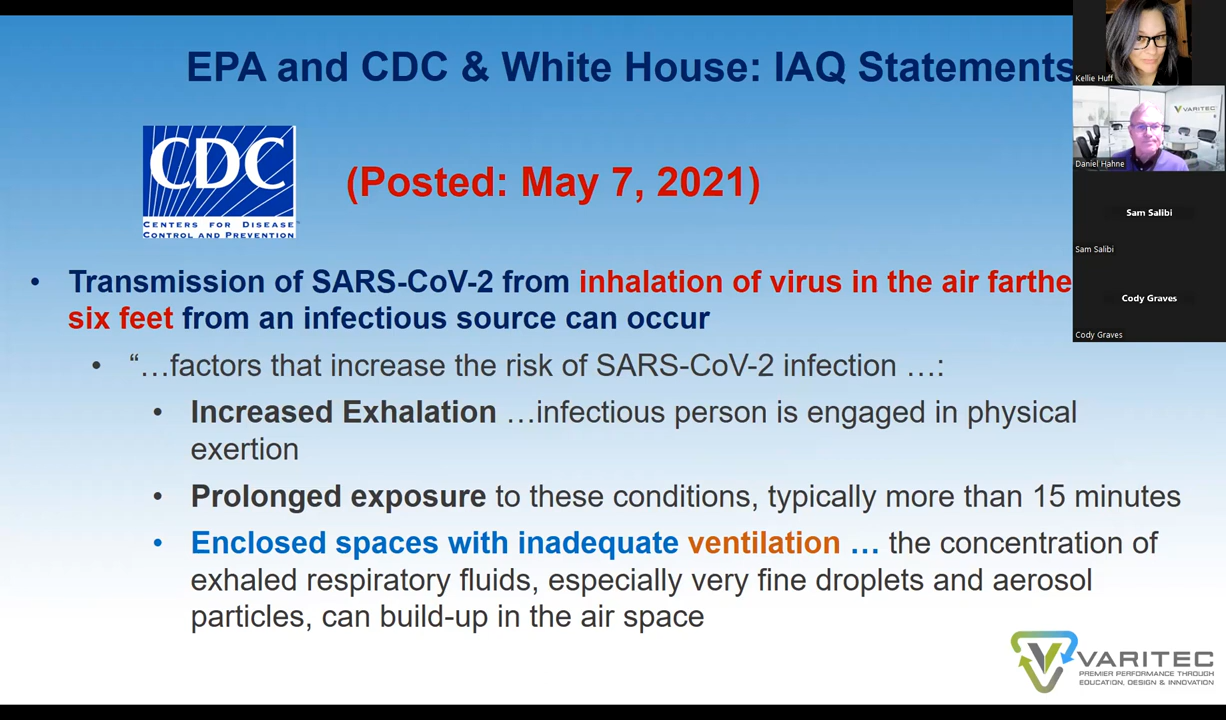 EPA and CDC & White House: IAQ Statements
CDC
CENTERS FOR DISEASE
CONTROL AND PREVENTION
(Posted: May 7, 2021)
• Transmission of SARS-CoV-2 from inhalation of virus in the air farthe
six feet from an infectious source can occur
• “…factors that increase the risk of SARS-CoV-2 infection …:
• Increased Exhalation …infectious person is engaged in physical
exertion
• Prolonged exposure to these conditions, typically more than 15 minutes
• Enclosed spaces with inadequate ventilation … the concentration of
exhaled respiratory fluids, especially very fine droplets and aerosol
particles, can build-up in the air space
Kellie Huff
VARITEC
Daniel Hahne
Sam Salibi
Sam Salibi
Cody Graves
Cody Graves
VARITEC
PREMIER PERFORMANCE THROUGH
EDUCATION, DESIGN & INNOVATION